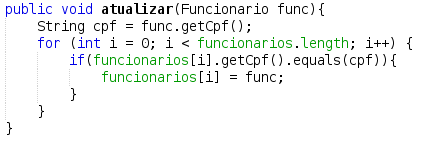 public void atualizar(Funcionario func){
    String cpf = func.getCpf();
    for (int i = 0; i < funcionarios.length; i++) {
        if(funcionarios[i].getCpf().equals(cpf)){
            funcionarios[i] = func;
        }
    }
}